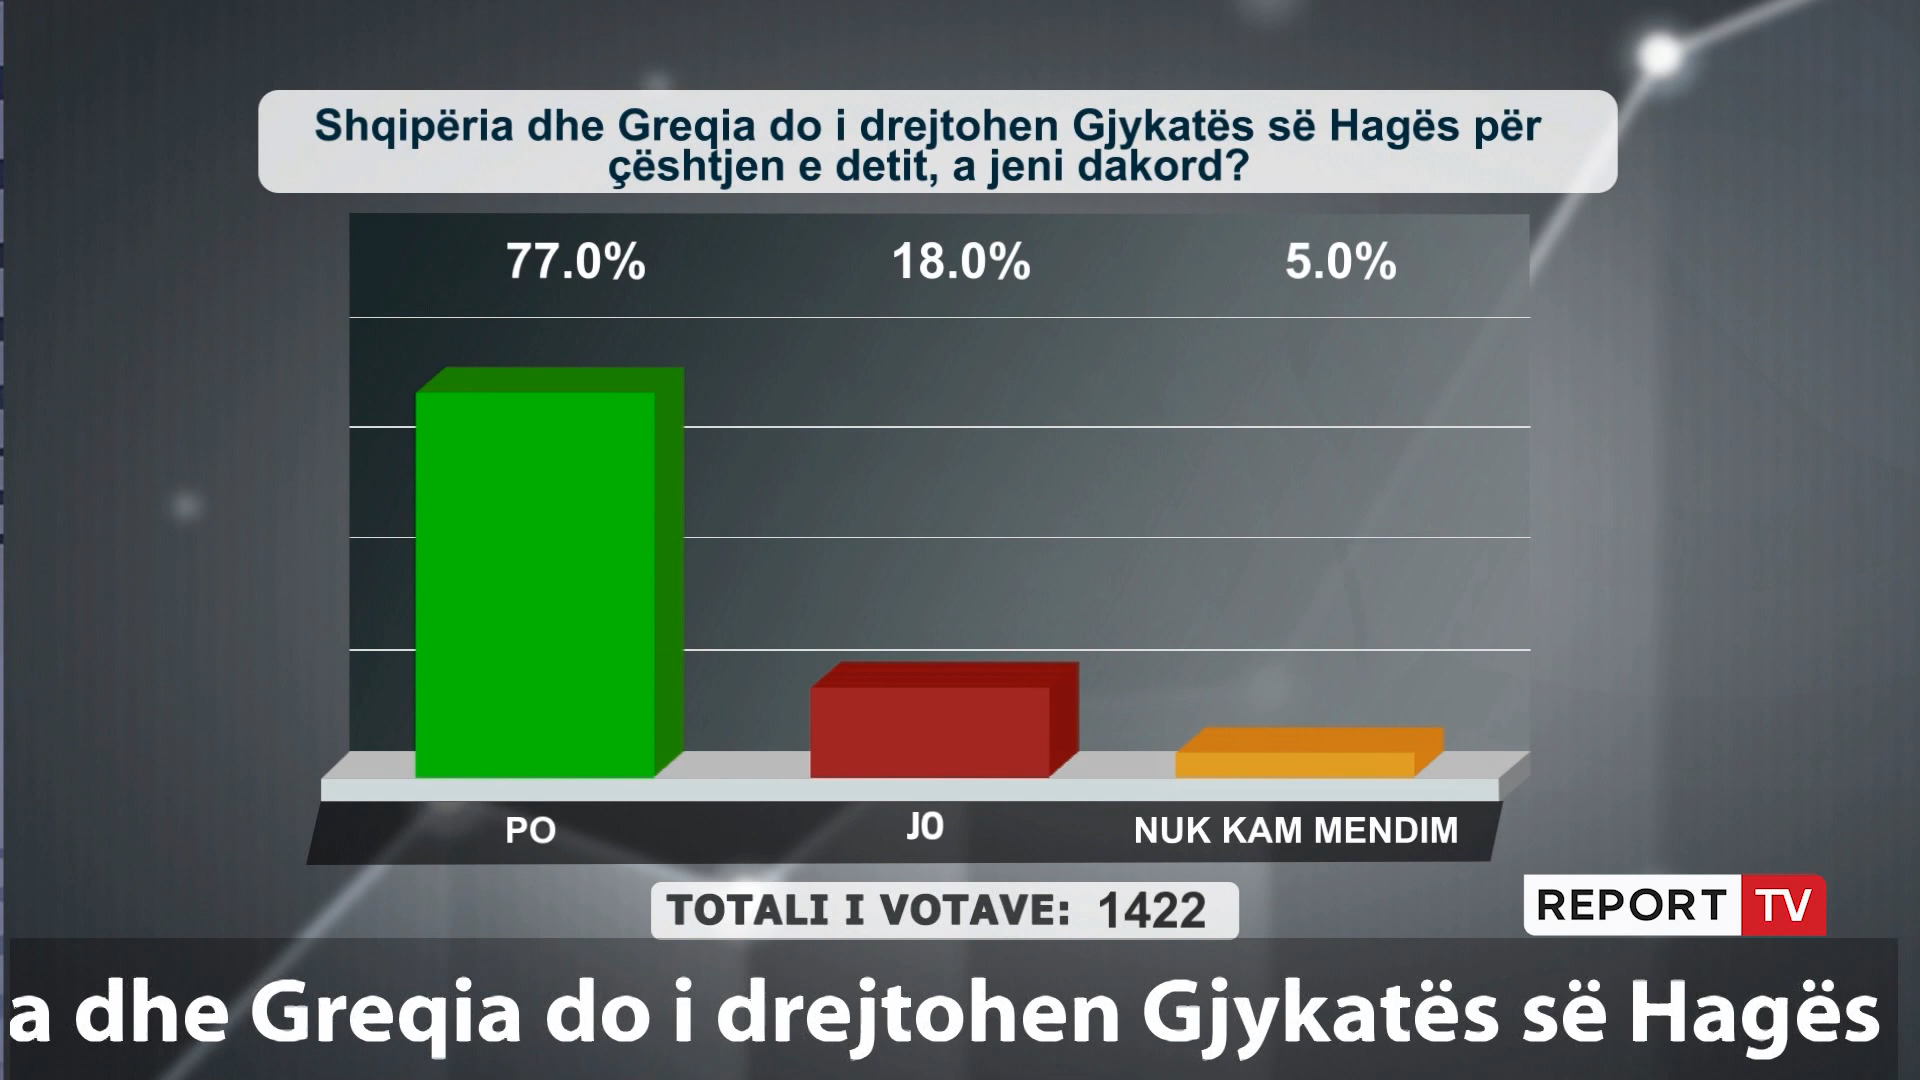 Shqipëria dhe Greqia do i drejtohen Gjykatës së Hagës për
çështjen e detit, a jeni dakord?
77.0% 18.0% 5.0%
PO JO NUK KAM MENDIM
TOTALI I VOTAVE: 1422
REPORT TV
a dhe Greqia do i drejtohen Gjykatës së Hagës